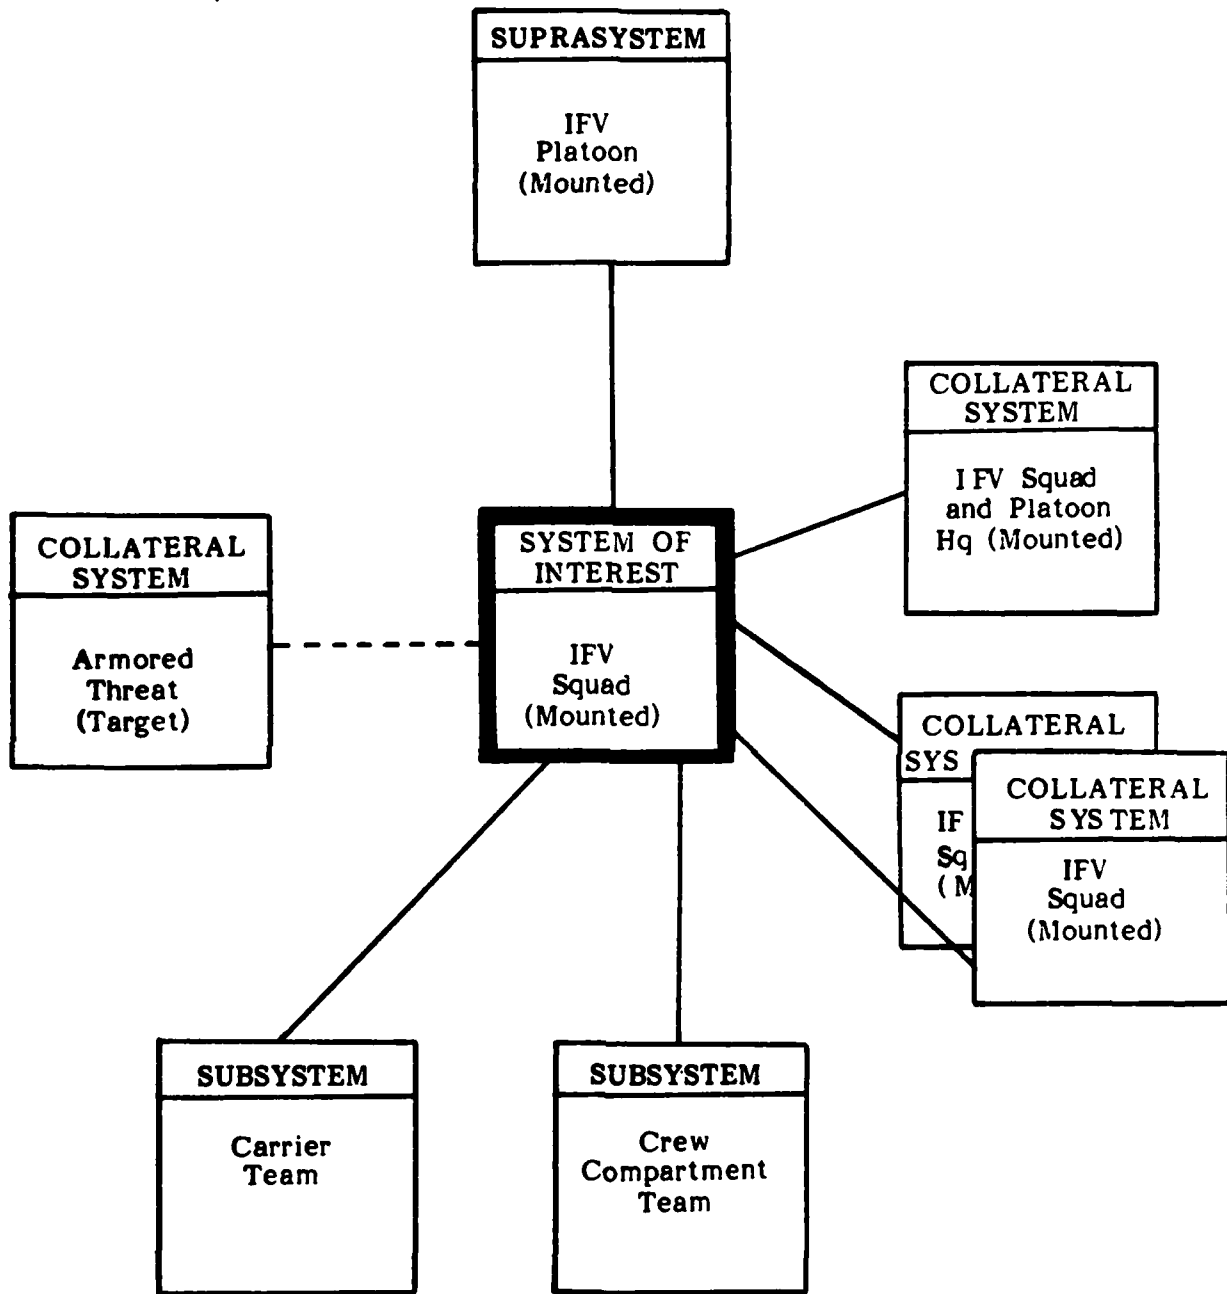 SUPRASYSTEM
IFV
Platoon
(Mounted)
COLLATERAL
SYSTEM
IFV Squad
and Platoon
Hq (Mounted)
COLLATERAL
SYSTEM
Armored
Threat
(Target)
SYSTEM OF
INTEREST
IFV
Squad
(Mounted)
COLLATERAL
SYS
IF
Sq
(M
COLLATERAL
SYSTEM
IFV
Squad
(Mounted)
SUBSYSTEM
Carrier
Team
SUBSYSTEM
Crew
Compartment
Team